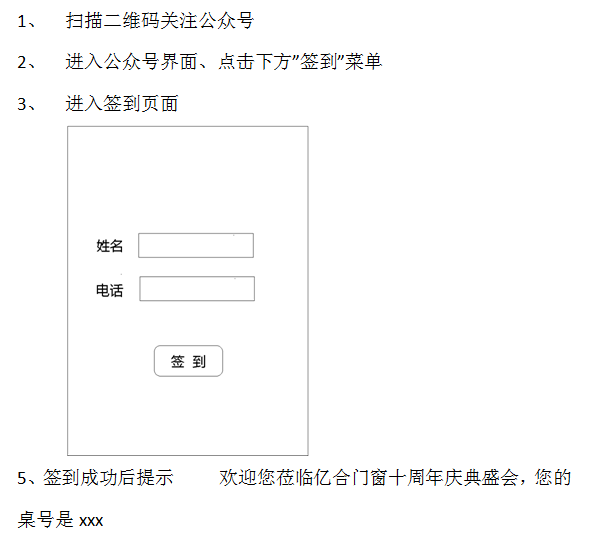 1、 扫描二维码关注公众号
2、 进入公众号界面、点击下方”签到”菜单
3、 进入签到页面
姓名
电话
签 到
5、签到成功后提示 欢迎您莅临亿合门窗十周年庆典盛会，您的
桌号是 xxx